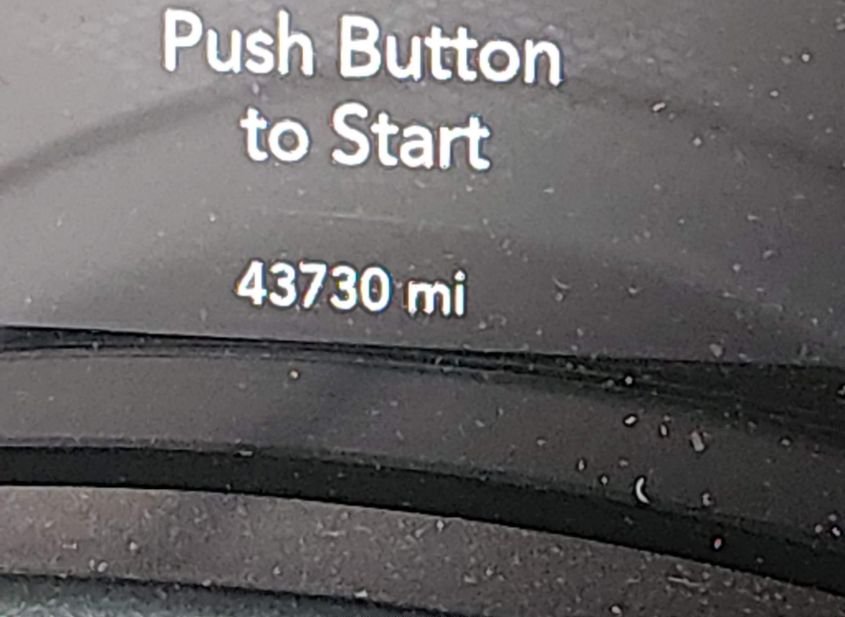 Push Button
to Start
43730 mi